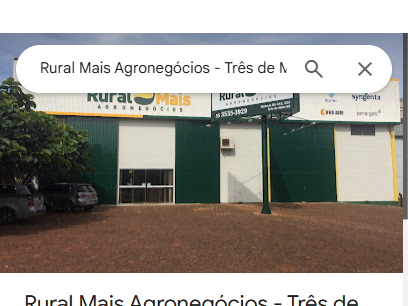 Rural Mais Agronegócios - Três de M
Rural Mais
AGRONEGÓCIOS
Rural
AGRONEGÓCIOS
55 3535-3929
syngenta
Rural Mais Agronegócios - Três de